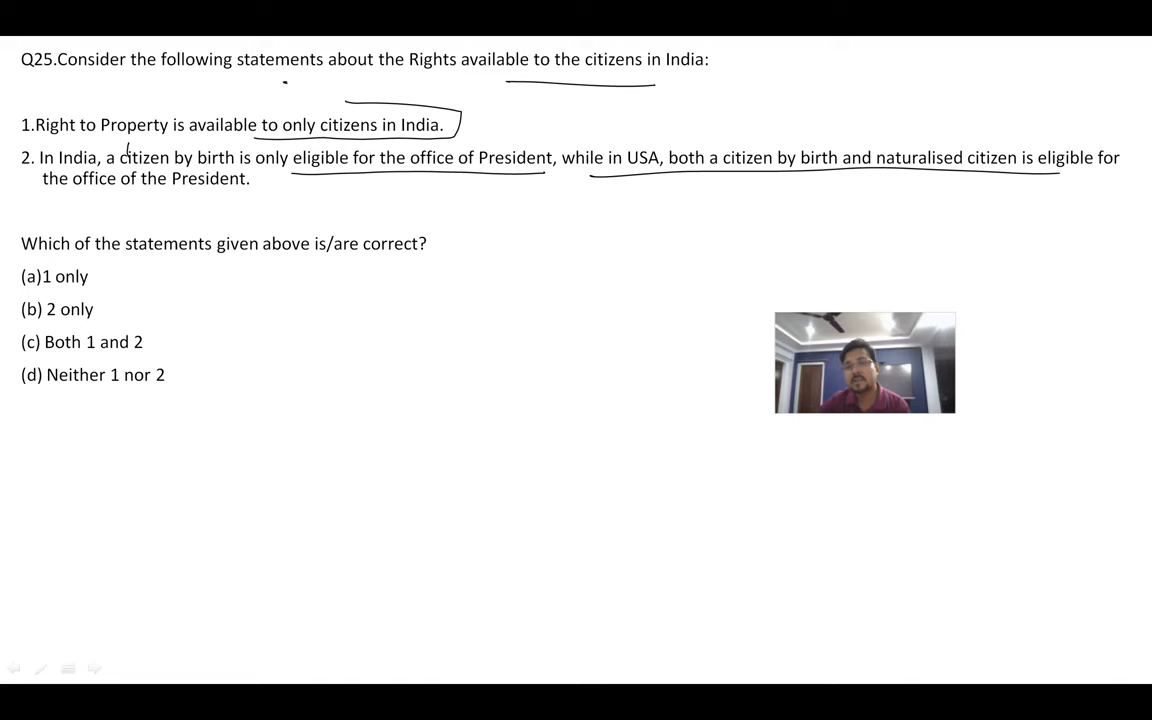 Q25.Consider the following statements about the Rights available to the citizens in India:
1.Right to Property is available to only citizens in India.
2. In India, a citizen by birth is only eligible for the office of President, while in USA, both a citizen by birth and naturalised citizen is eligible for
the office of the President.
Which of the statements given above is/are correct?
(a)1 only
(b) 2 only
(c) Both 1 and 2
(d) Neither 1 nor 2